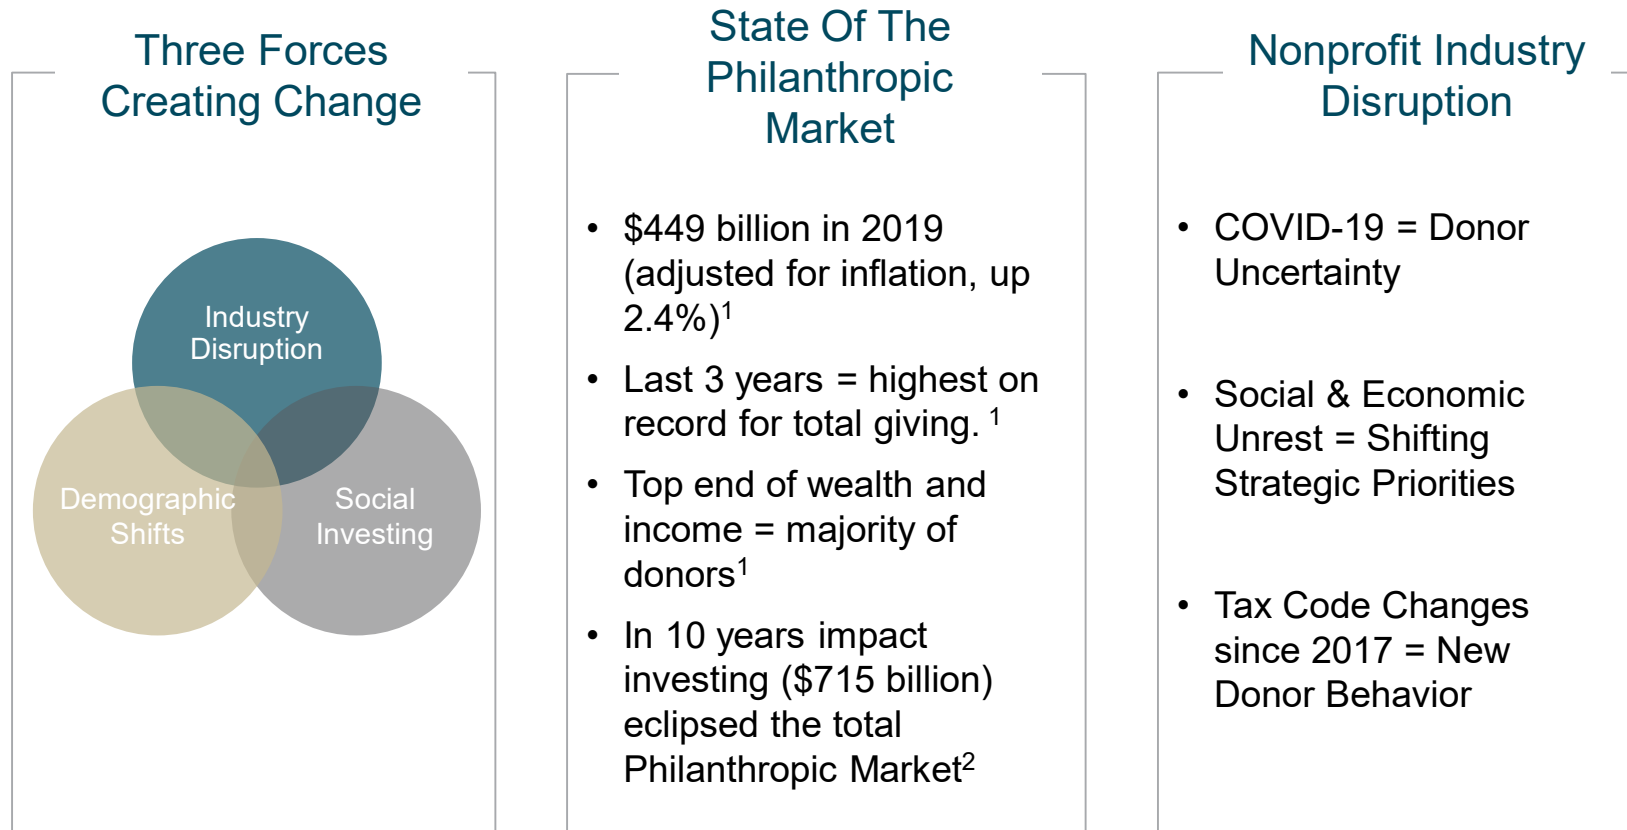 Three Forces
Creating Change
Industry
Disruption
Demographic
Shifts
Social
Investing
State Of The
Philanthropic
Market
• $449 billion in 2019
(adjusted for inflation, up
2.4%)¹
• Last 3 years = highest on
record for total giving. ¹
• Top end of wealth and
income = majority of
donors¹
• In 10 years impact
investing ($715 billion)
eclipsed the total
Philanthropic Market²
Nonprofit Industry
Disruption
• COVID-19 = Donor
Uncertainty
• Social & Economic
Unrest = Shifting
Strategic Priorities
• Tax Code Changes
since 2017 = New
Donor Behavior